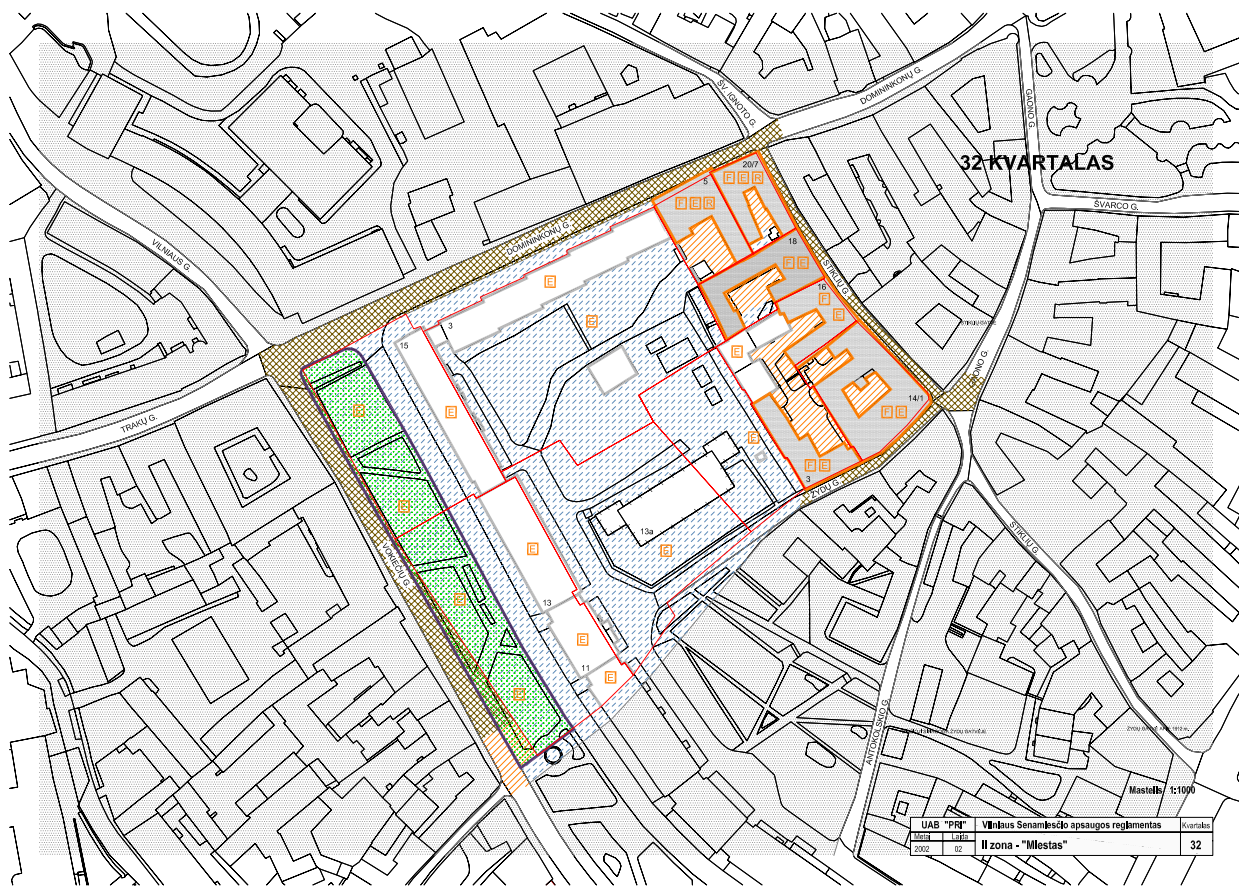 DOMININKONŲ G.
ŠV. IGNOTO G.
GAONO G.
32 KVARTALAS
20/7
5
F E R
F E R
ŠVARCO G.
VILNIAUS G.
DOMININKONŲ G.
18
F E
STIKLIŲ G.
E
16
F
E
3
E
15
E
E
TRAKŲ G.
E
14/1
F E
GAONO G.
E
F E
3
ŽYDŲ G.
E
13a
E
E
VOKIEČIŲ G.
E
13
E
11
E
E
STIKLIŲ G.
ANTOKOLSKIO G.
Mastelis 1:1000
UAB "PRI"
Vilniaus Senamiesčio apsaugos reglamentas
Kvartalas
Metai
Laida
2002
02
II zona - "Miestas"
32